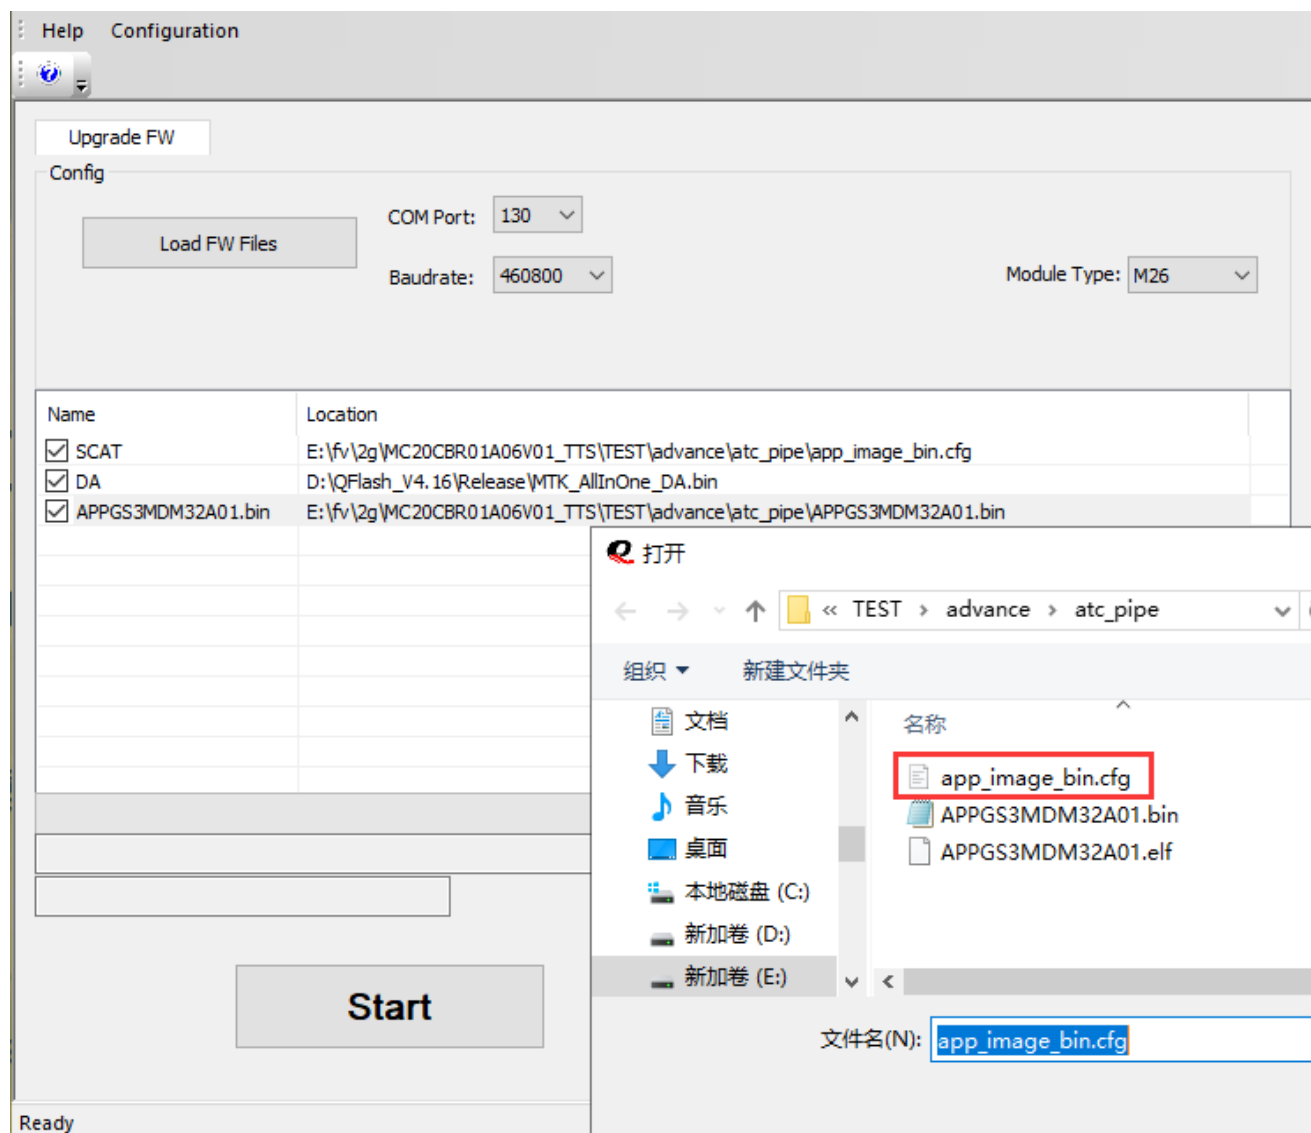 Help Configuration
Upgrade FW
Config
Load FW Files
COM Port: 130
Baudrate: 460800
Module Type: M26
Name Location
SCAT E:\fv\2g\MC20CBR01A06V01_TTS\TEST\advance\atc_pipe\app_image_bin.cfg
DA D:\QFlash_V4.16\Release\MTK_AllInOne_DA.bin
APPGS3MDM32A01.bin E:\fv\2g\MC20CBR01A06V01_TTS\TEST\advance\atc_pipe\APPGS3MDM32A01.bin
打开
« TEST › advance › atc_pipe
组织 新建文件夹
文档
下载
音乐
桌面
本地磁盘 (C:)
新加卷 (D:)
新加卷 (E:)
名称
app_image_bin.cfg
APPGS3MDM32A01.bin
APPGS3MDM32A01.elf
文件名(N): app_image_bin.cfg
Start
Ready